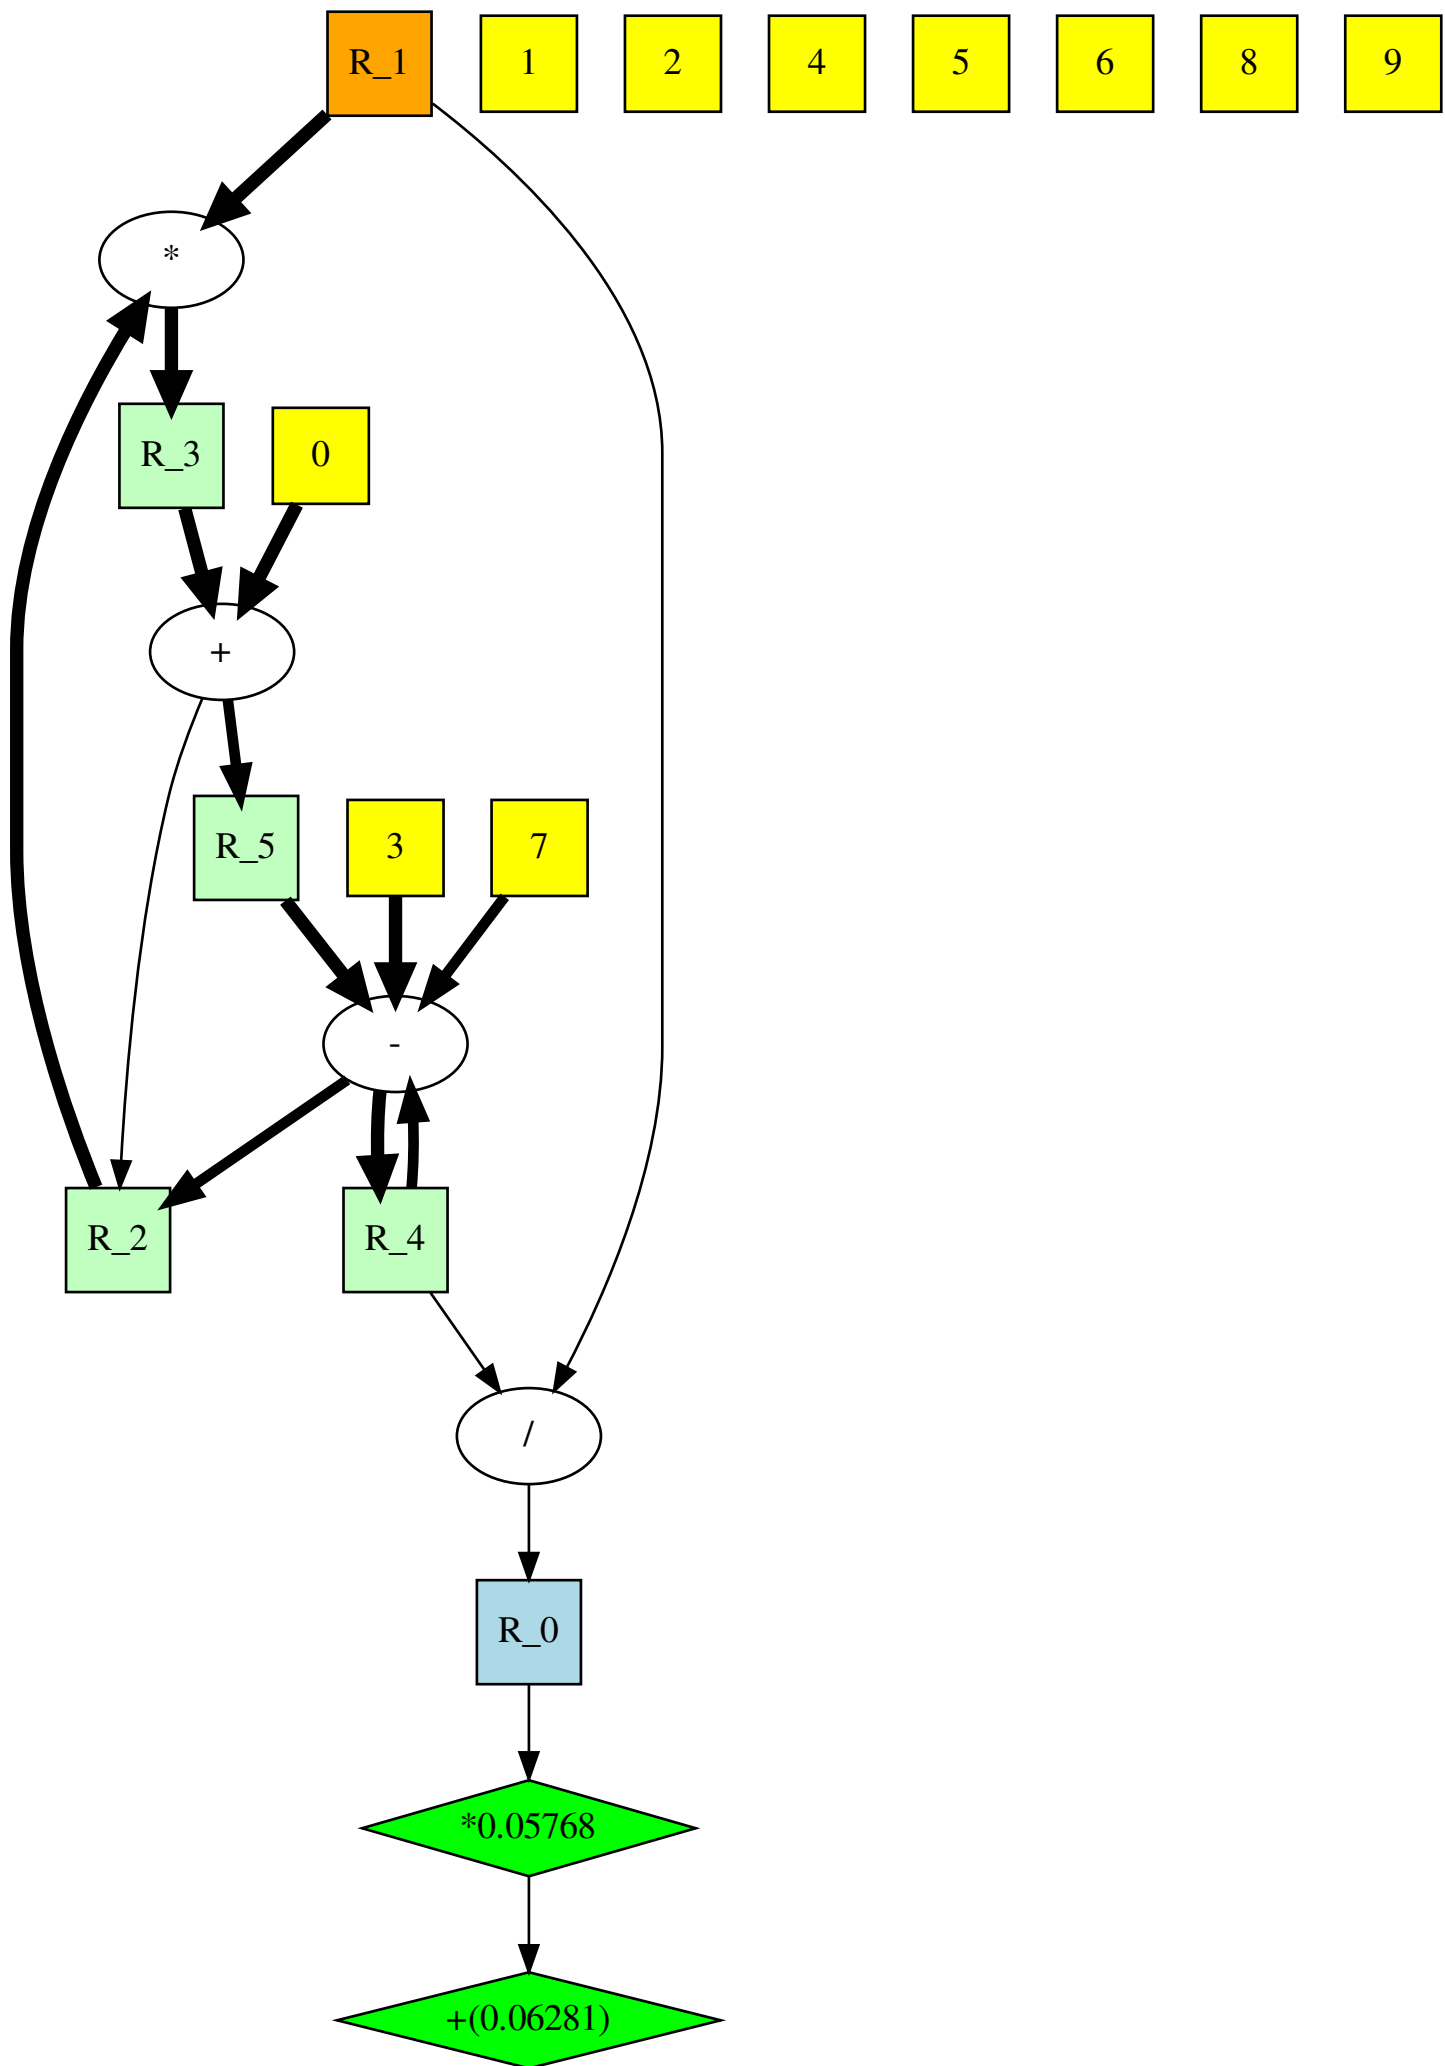 R_1 1 2 4 5 6 8 9
*
R_3 0
+
R_5 3 7
-
R_2 R_4
/
R_0
*0.05768
+(0.06281)